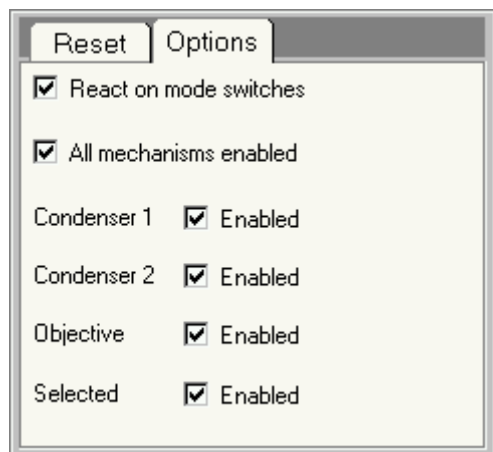 Reset Options
React on mode switches
All mechanisms enabled
Condenser 1 Enabled
Condenser 2 Enabled
Objective Enabled
Selected Enabled